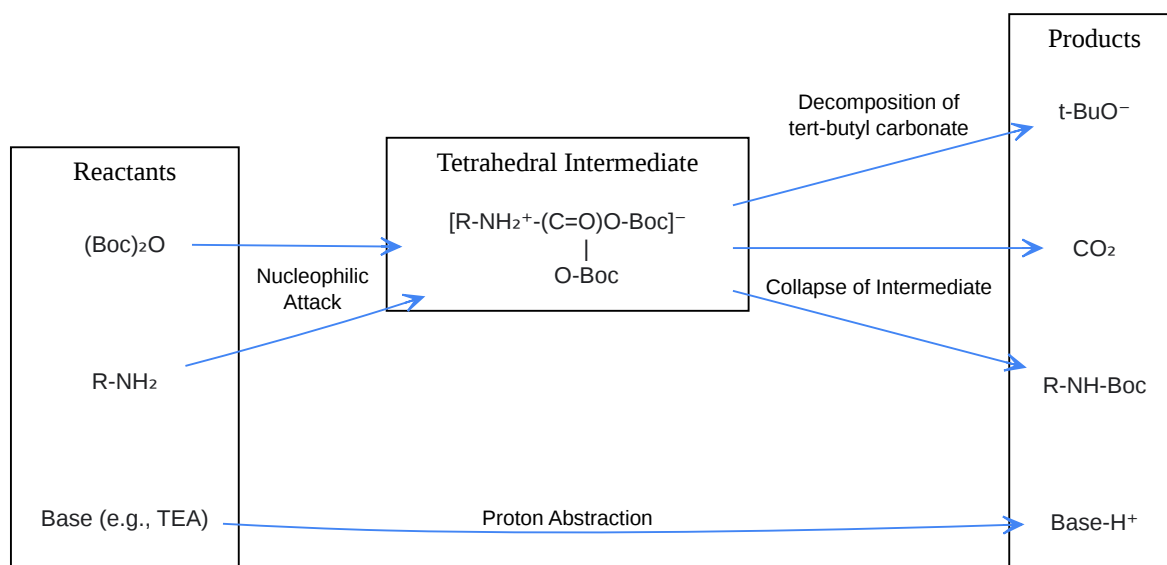 Reactants
(Boc)₂O
R-NH₂
Base (e.g., TEA)
Nucleophilic
Attack
Tetrahedral Intermediate
[R-NH₂⁺-(C=O)O-Boc]⁻
|
O-Boc
Decomposition of
tert-butyl carbonate
Collapse of Intermediate
Proton Abstraction
Products
t-BuO⁻
CO₂
R-NH-Boc
Base-H⁺